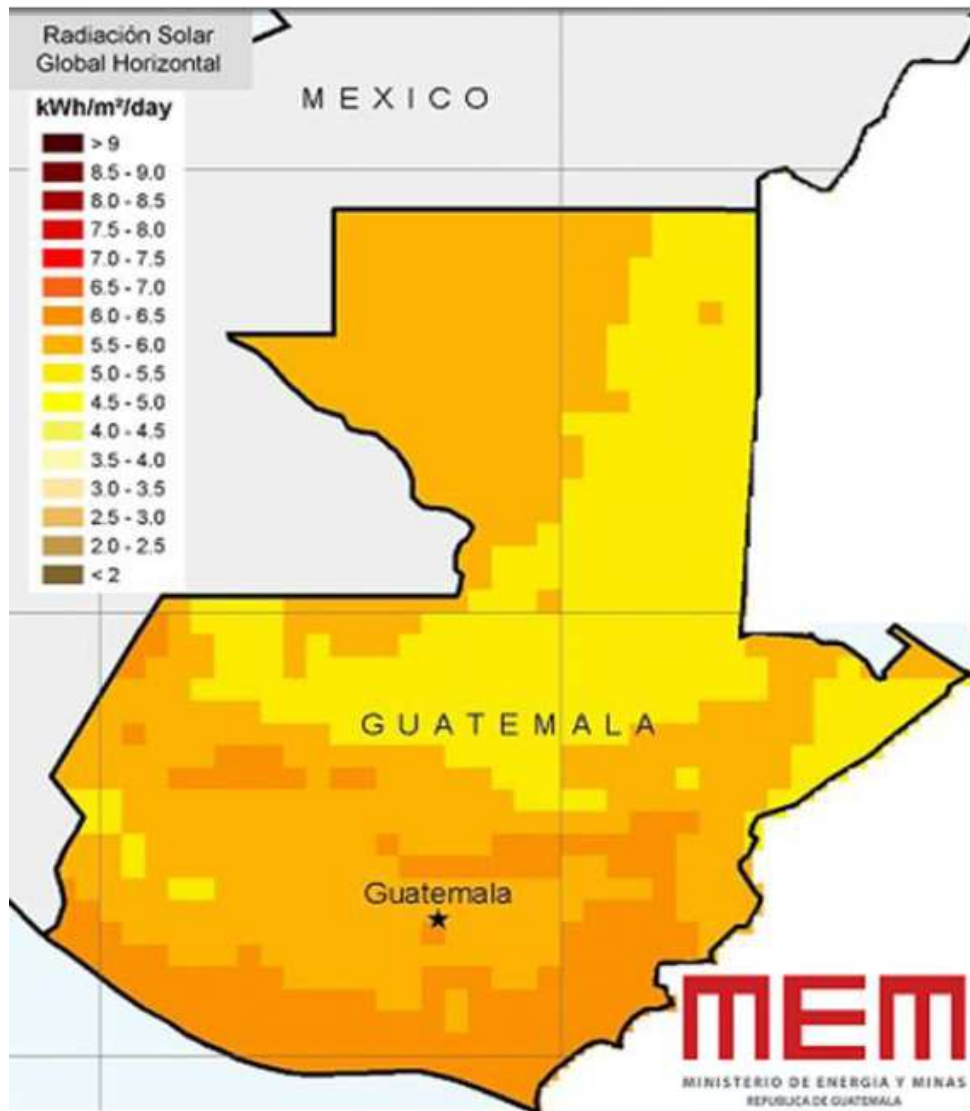 Radiación Solar
Global Horizontal
kWh/m²/day
> 9
8.5 - 9.0
8.0 - 8.5
7.5 - 8.0
7.0 - 7.5
6.5 - 7.0
6.0 - 6.5
5.5 - 6.0
5.0 - 5.5
4.5 - 5.0
4.0 - 4.5
3.5 - 4.0
3.0 - 3.5
2.5 - 3.0
2.0 - 2.5
< 2
MEXICO
GUATEMALA
Guatemala
MEM
MINISTERIO DE ENERGIA Y MINAS
REPUBLICA DE GUATEMALA